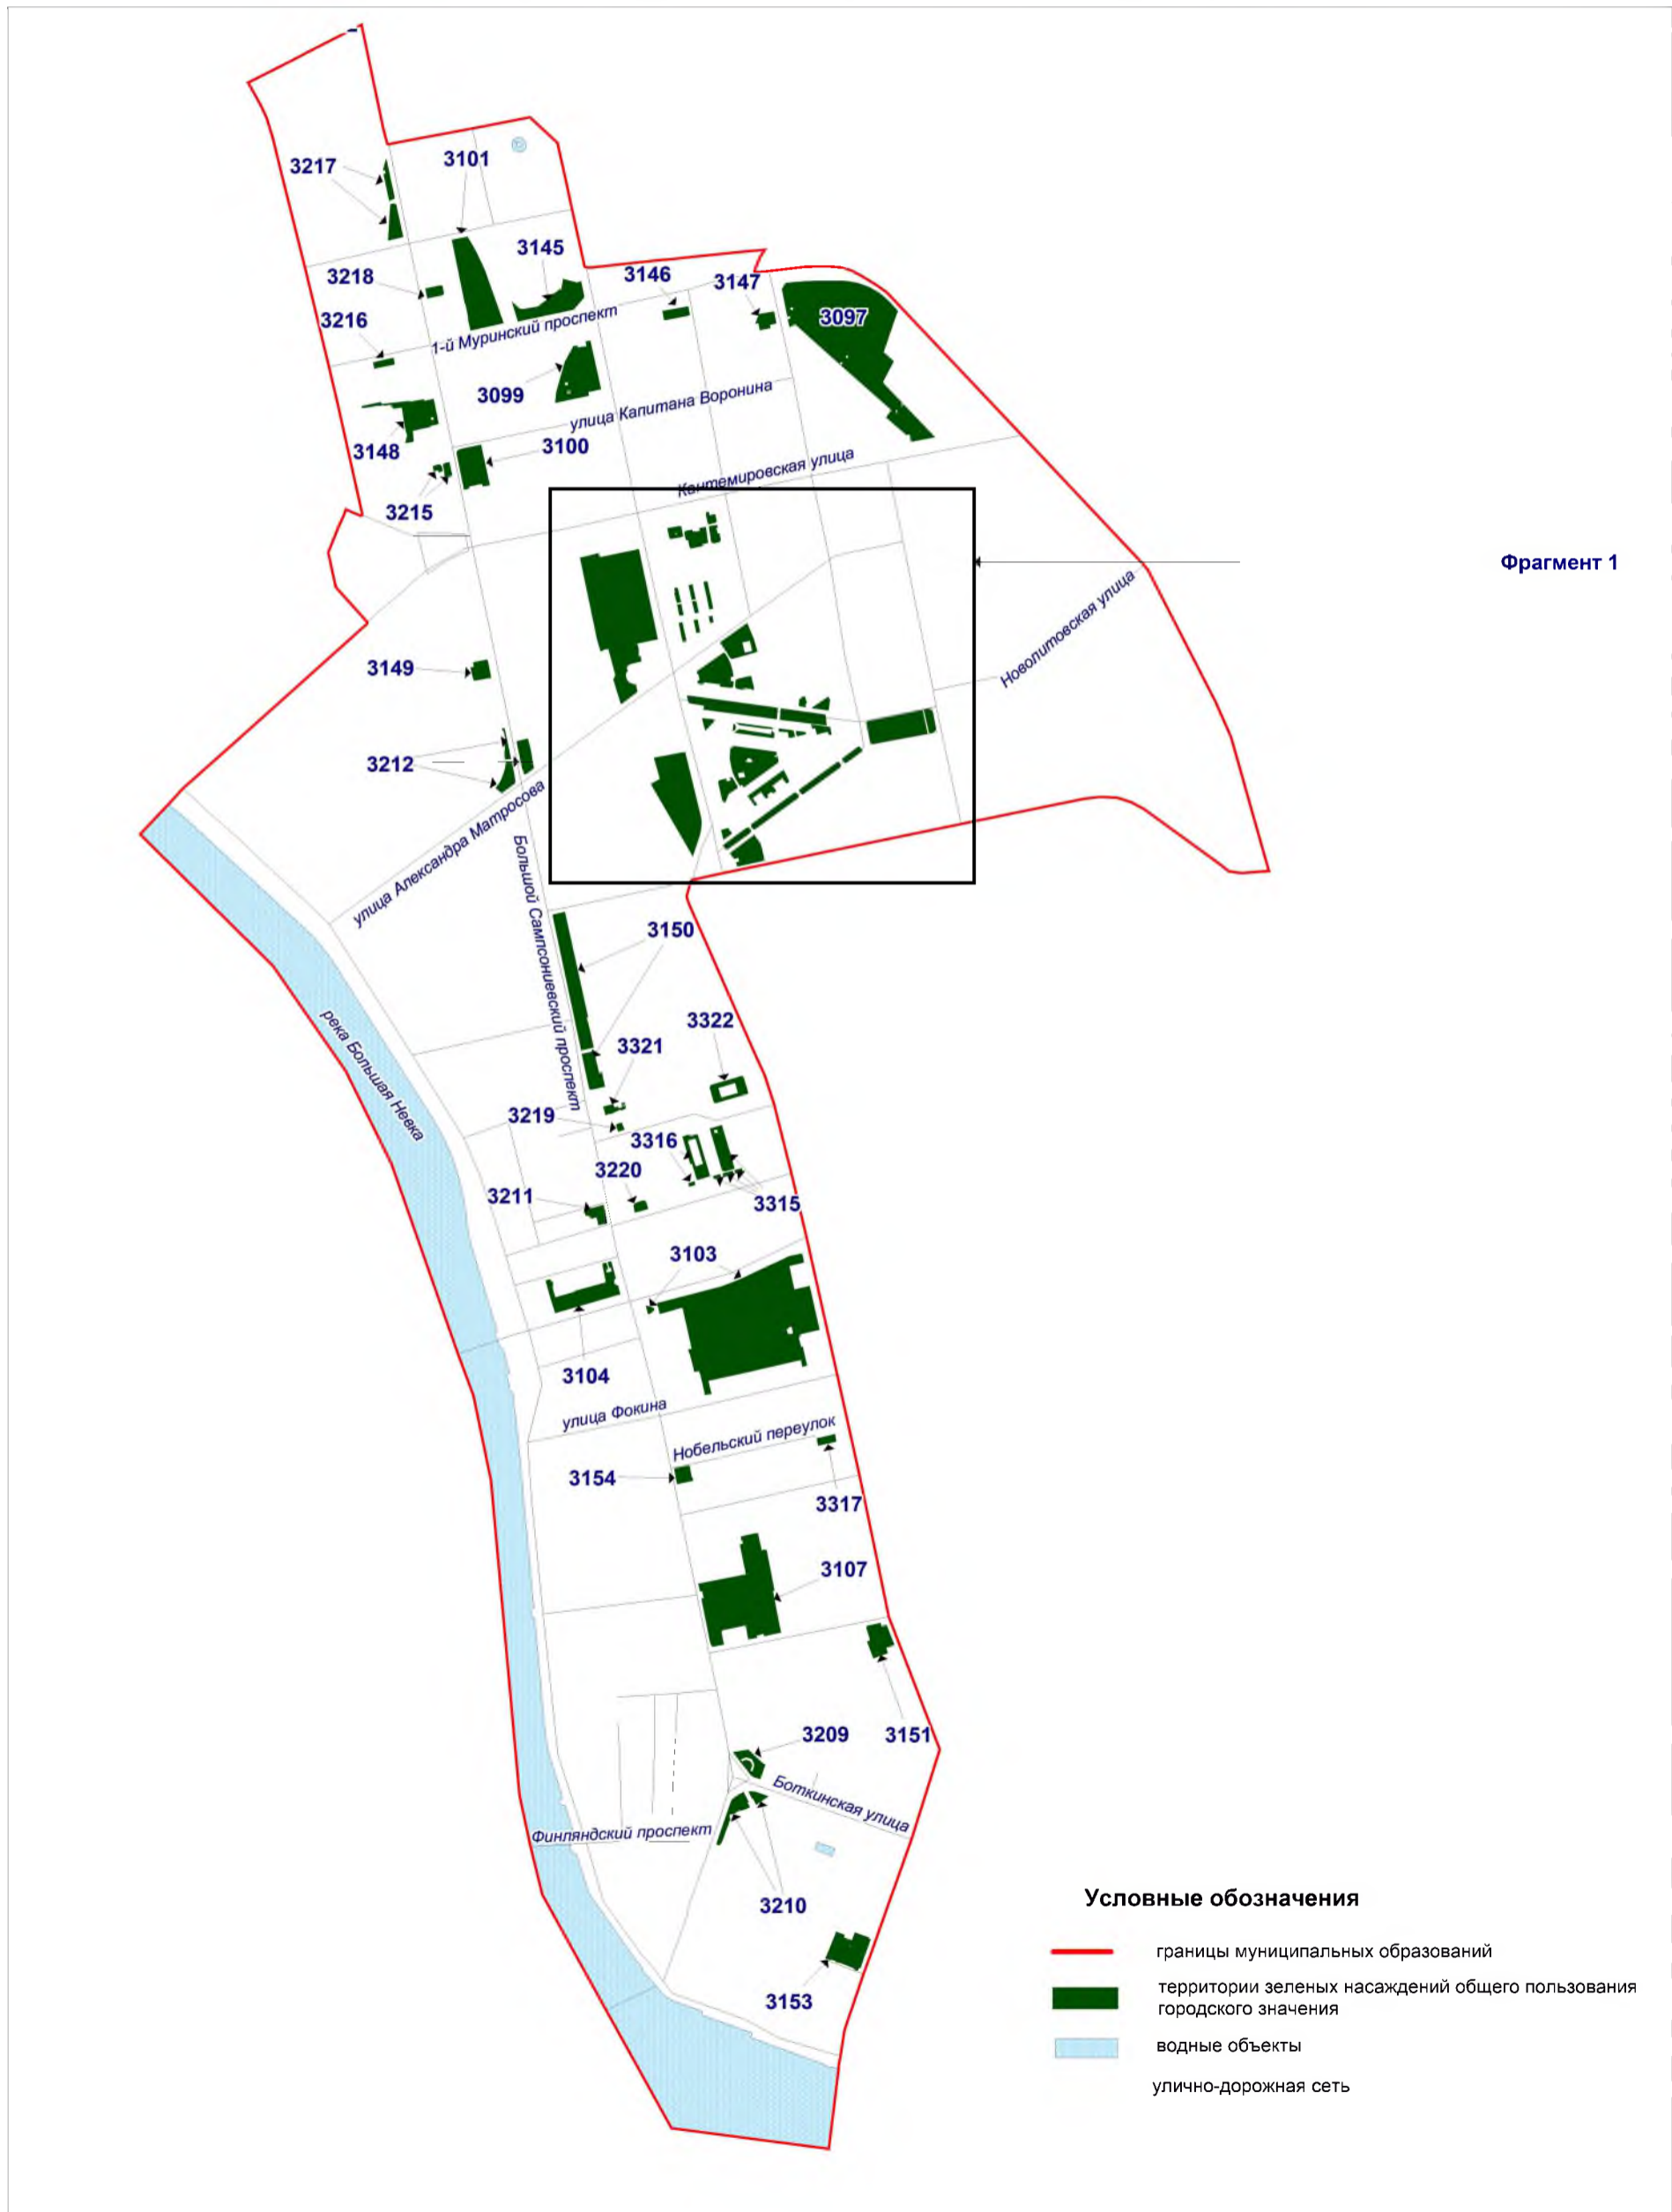 3217
3101
3145
3218
3146
3147
3216
3097
1-й Муринский проспект
3099
улица Капитана Воронина
3148
3100
Кантемировская улица
3215
Фрагмент 1
Новолитовская улица
3149
3212
улица Александра Матросова
Большой Сампсониевский проспект
3150
река Большая Невка
3322
3321
3219
3316
3220
3211
3315
3103
3104
улица Фокина
Нобельский переулок
3154
3317
3107
3209
3151
Боткинская улица
Финляндский проспект
3210
3153
Условные обозначения
границы муниципальных образований
территории зеленых насаждений общего пользования
городского значения
водные объекты
улично-дорожная сеть